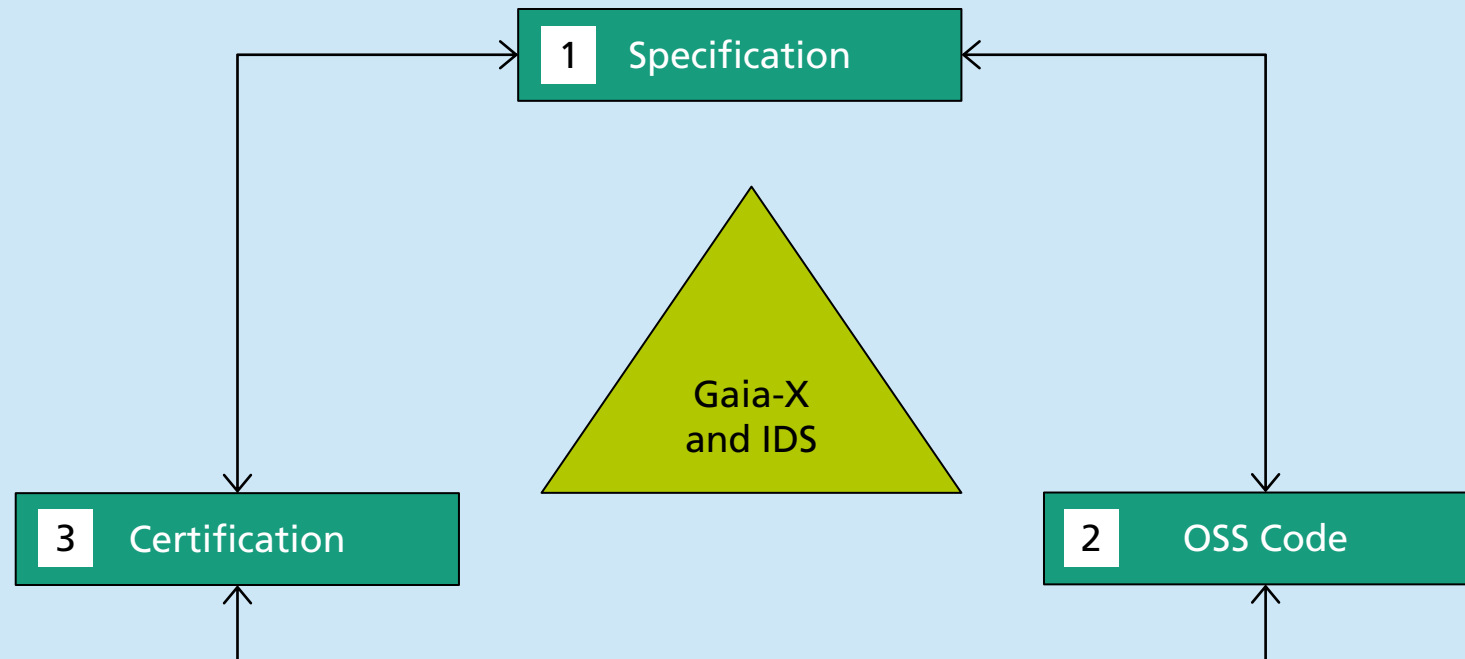 1 Specification
Gaia-X
and IDS
3 Certification
2 OSS Code